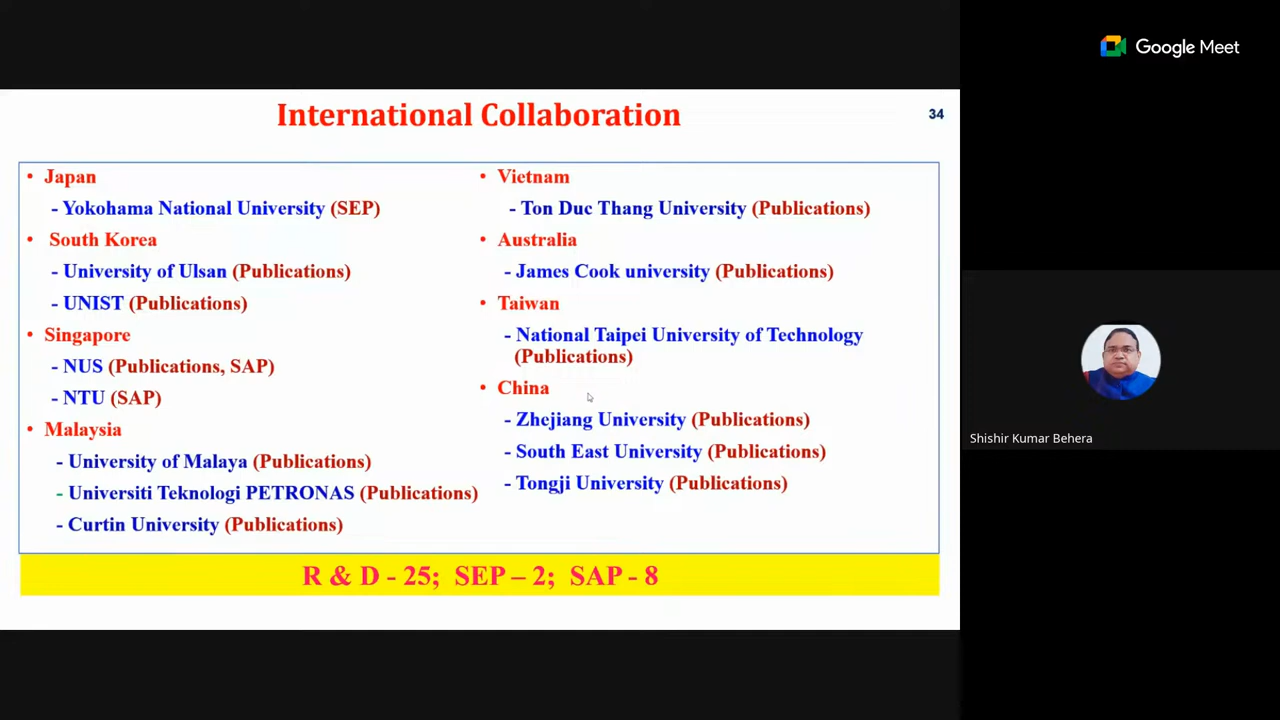 Google Meet
International Collaboration
34
• Japan
- Yokohama National University (SEP)
• South Korea
- University of Ulsan (Publications)
- UNIST (Publications)
• Singapore
- NUS (Publications, SAP)
- NTU (SAP)
• Malaysia
- University of Malaya (Publications)
- Universiti Teknologi PETRONAS (Publications)
- Curtin University (Publications)
• Vietnam
- Ton Duc Thang University (Publications)
• Australia
- James Cook university (Publications)
• Taiwan
- National Taipei University of Technology
(Publications)
• China
- Zhejiang University (Publications)
- South East University (Publications)
- Tongji University (Publications)
R & D - 25; SEP – 2; SAP - 8
Shishir Kumar Behera